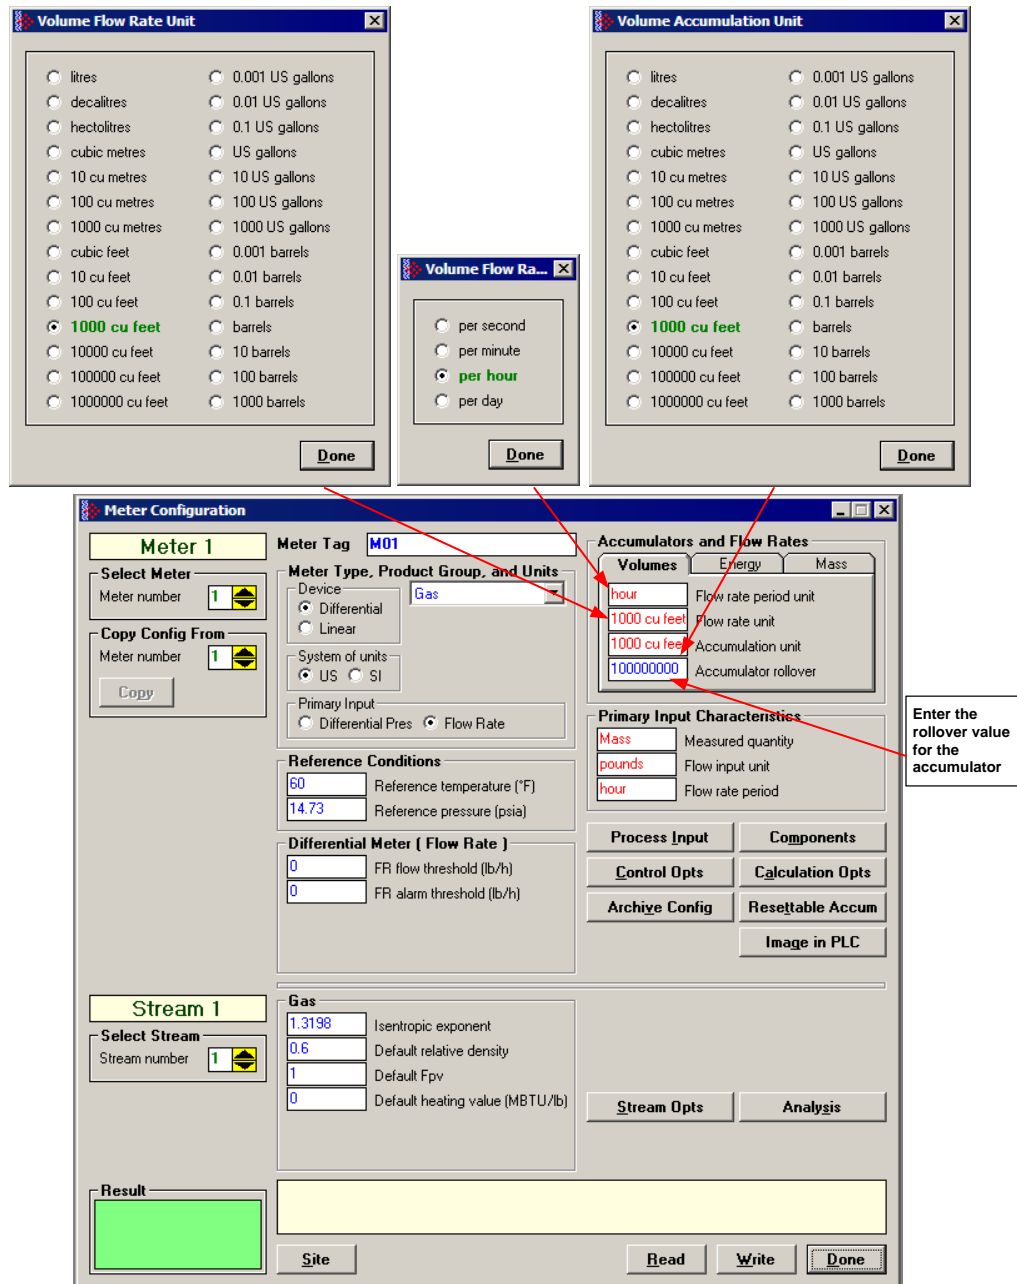 Volume Flow Rate Unit
litres
decalitres
hectolitres
cubic metres
10 cu metres
100 cu metres
1000 cu metres
cubic feet
10 cu feet
100 cu feet
1000 cu feet
10000 cu feet
100000 cu feet
1000000 cu feet
0.001 US gallons
0.01 US gallons
0.1 US gallons
US gallons
10 US gallons
100 US gallons
1000 US gallons
0.001 barrels
0.01 barrels
0.1 barrels
barrels
10 barrels
100 barrels
1000 barrels
Done
Volume Flow Ra...
per second
per minute
per hour
per day
Done
Volume Accumulation Unit
litres
decalitres
hectolitres
cubic metres
10 cu metres
100 cu metres
1000 cu metres
cubic feet
10 cu feet
100 cu feet
1000 cu feet
10000 cu feet
100000 cu feet
1000000 cu feet
0.001 US gallons
0.01 US gallons
0.1 US gallons
US gallons
10 US gallons
100 US gallons
1000 US gallons
0.001 barrels
0.01 barrels
0.1 barrels
barrels
10 barrels
100 barrels
1000 barrels
Done
Meter Configuration
Meter 1
Select Meter
Meter number 1
Copy Config From
Meter number 1
Copy
Meter Tag M01
Meter Type, Product Group, and Units
Device
Differential
Linear
Gas
System of units
US SI
Primary Input
Differential Pres Flow Rate
Reference Conditions
60 Reference temperature (°F)
14.73 Reference pressure (psia)
Differential Meter ( Flow Rate )
0 FR flow threshold (lb/h)
0 FR alarm threshold (lb/h)
Accumulators and Flow Rates
Volumes Energy Mass
hour Flow rate period unit
1000 cu feet Flow rate unit
1000 cu feet Accumulation unit
100000000 Accumulator rollover
Enter the
rollover value
for the
accumulator
Primary Input Characteristics
Mass Measured quantity
pounds Flow input unit
hour Flow rate period
Process Input Components
Control Opts Calculation Opts
Archive Config Resettable Accum
Image in PLC
Stream 1
Select Stream
Stream number 1
Gas
1.3198 Isentropic exponent
0.6 Default relative density
1 Default Fpv
0 Default heating value (MBTU/lb)
Stream Opts Analysis
Result
Site Read Write Done